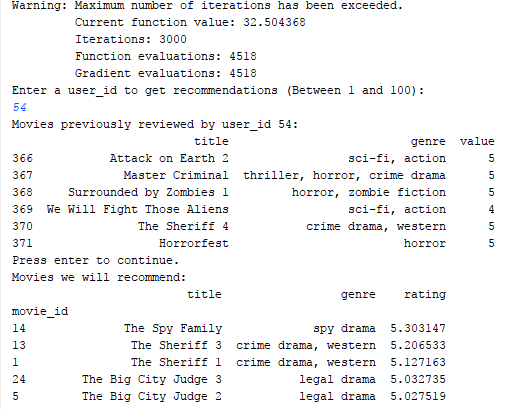 Warning: Maximum number of iterations has been exceeded.
Current function value: 32.504368
Iterations: 3000
Function evaluations: 4518
Gradient evaluations: 4518
Enter a user_id to get recommendations (Between 1 and 100):
54
Movies previously reviewed by user_id 54:
title genre value
366 Attack on Earth 2 sci-fi, action 5
367 Master Criminal thriller, horror, crime drama 5
368 Surrounded by Zombies 1 horror, zombie fiction 5
369 We Will Fight Those Aliens sci-fi, action 4
370 The Sheriff 4 crime drama, western 5
371 Horrorfest horror 5
Press enter to continue.
Movies we will recommend:
title genre rating
movie_id
14 The Spy Family spy drama 5.303147
13 The Sheriff 3 crime drama, western 5.206533
1 The Sheriff 1 crime drama, western 5.127163
24 The Big City Judge 3 legal drama 5.032735
5 The Big City Judge 2 legal drama 5.027519